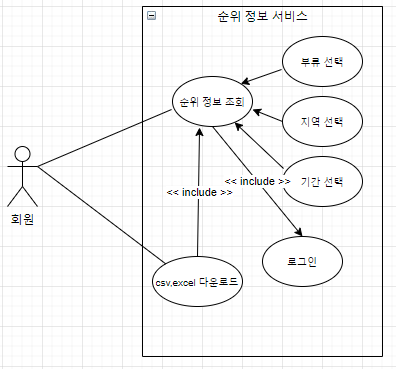 순위 정보 서비스
부류 선택
순위 정보 조회
지역 선택
<< include >>
기간 선택
<< include >>
회원
로그인
csv,excel 다운로드